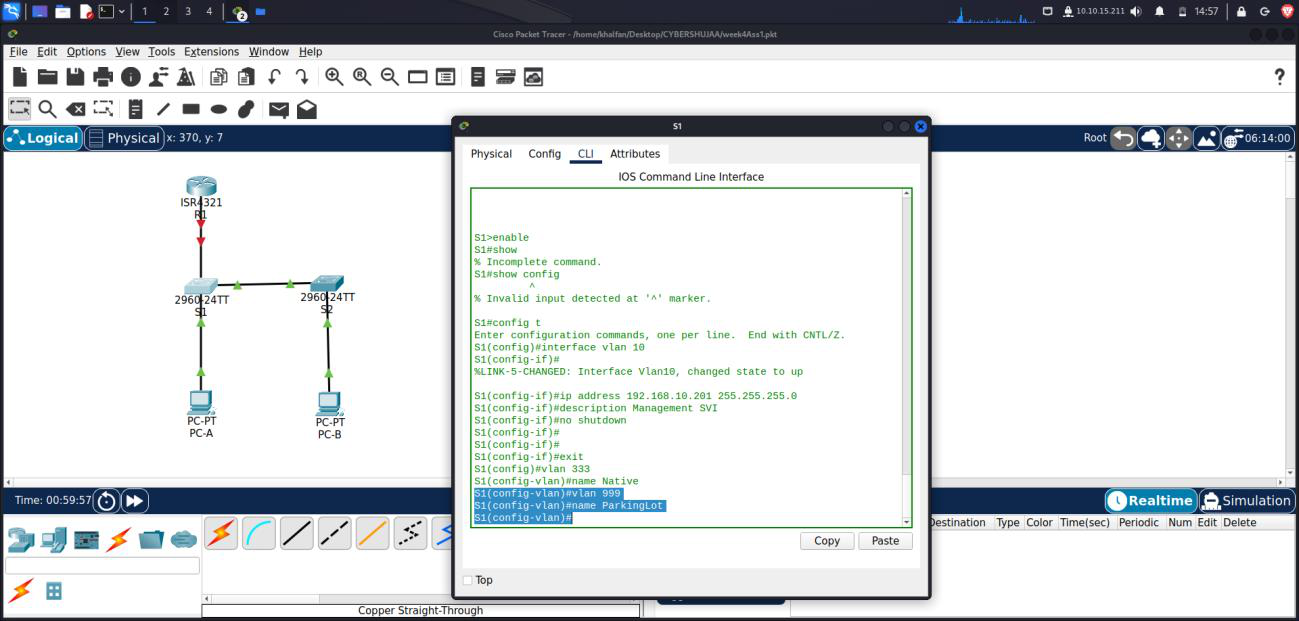 1 2 3 4 2
10.10.15.211 14:57
Cisco Packet Tracer - /home/khalfan/Desktop/CYBERSHUJAA/week4Ass1.pkt
File Edit Options View Tools Extensions Window Help
?
Logical Physical x: 370, y: 7
Root 06:14:00
ISR4321
R1
2960-24TT
S1
2960-24TT
S2
PC-PT
PC-A
PC-PT
PC-B
S1
Physical Config CLI Attributes
IOS Command Line Interface
S1>enable
S1#show
% Incomplete command.
S1#show config
^
% Invalid input detected at '^' marker.
S1#config t
Enter configuration commands, one per line. End with CNTL/Z.
S1(config)#interface vlan 10
S1(config-if)#
%LINK-5-CHANGED: Interface Vlan10, changed state to up
S1(config-if)#ip address 192.168.10.201 255.255.255.0
S1(config-if)#description Management SVI
S1(config-if)#no shutdown
S1(config-if)#
S1(config-if)#
S1(config-if)#exit
S1(config)#vlan 333
S1(config-vlan)#name Native
S1(config-vlan)#vlan 999
S1(config-vlan)#name ParkingLot
S1(config-vlan)#
Copy Paste
Top
Time: 00:59:57
Realtime Simulation
Destination Type Color Time(sec) Periodic Num Edit Delete
Copper Straight-Through